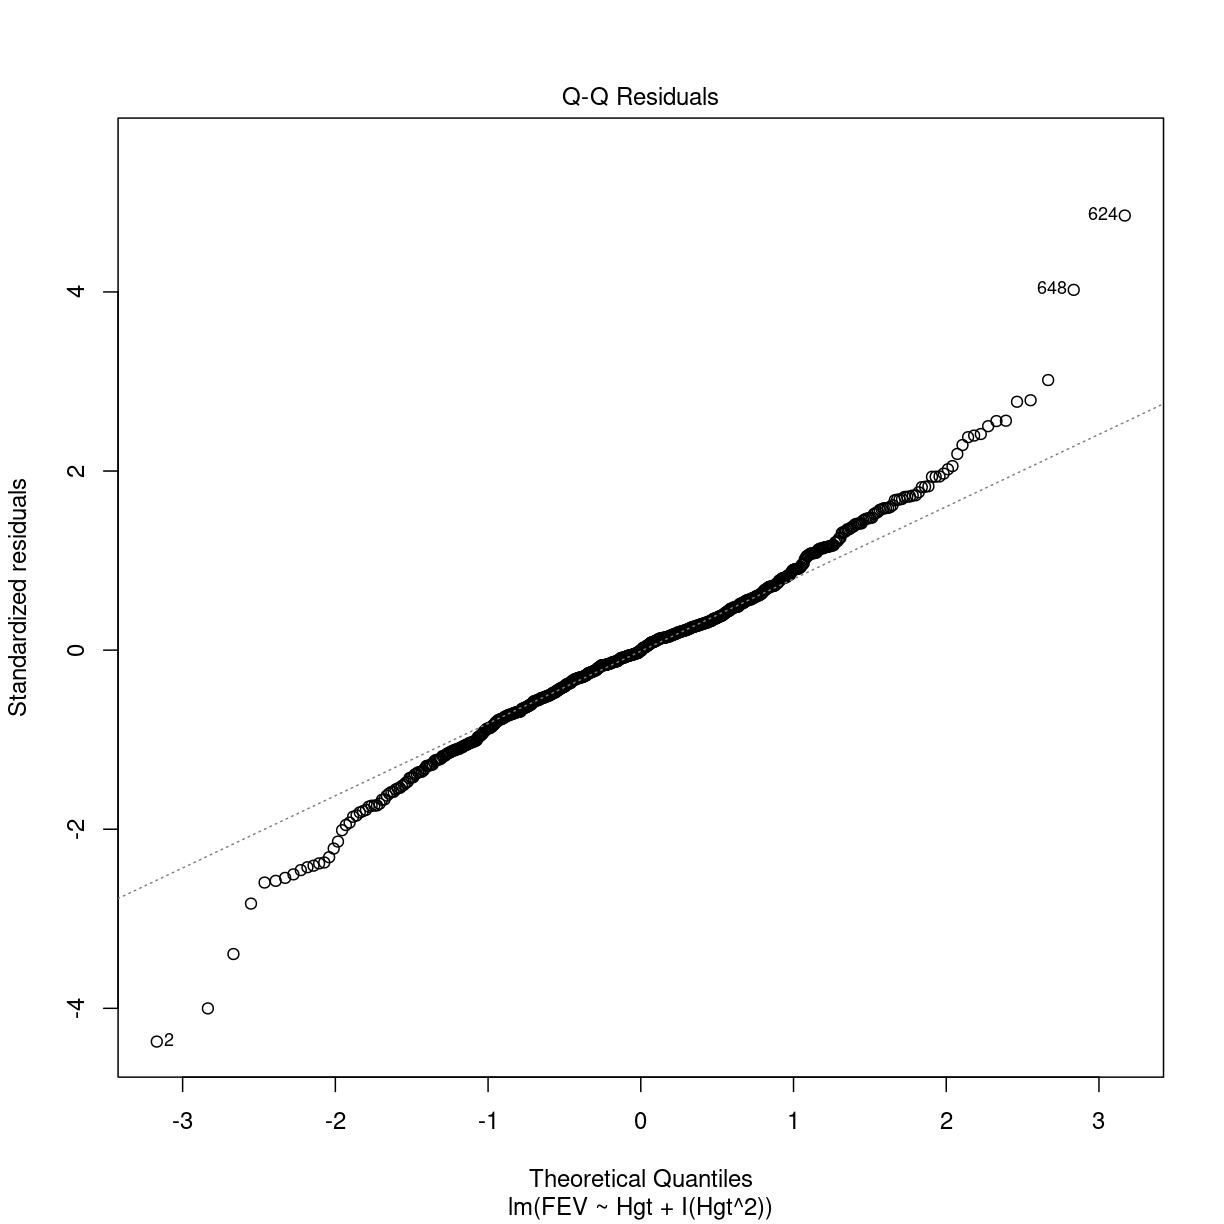 Q-Q Residuals
624
648
4
2
0
-2
-4
Standardized residuals
2
-3 -2 -1 0 1 2 3
Theoretical Quantiles
lm(FEV ~ Hgt + I(Hgt^2))